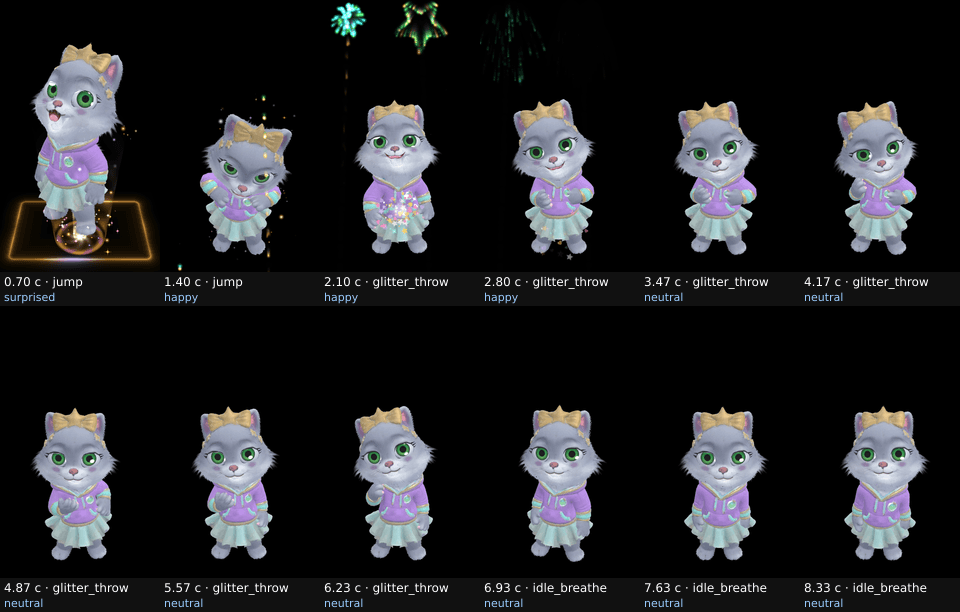 0.70 с · jump
surprised
1.40 с · jump
happy
2.10 с · glitter_throw
happy
2.80 с · glitter_throw
happy
3.47 с · glitter_throw
neutral
4.17 с · glitter_throw
neutral
4.87 с · glitter_throw
neutral
5.57 с · glitter_throw
neutral
6.23 с · glitter_throw
neutral
6.93 с · idle_breathe
neutral
7.63 с · idle_breathe
neutral
8.33 с · idle_breathe
neutral